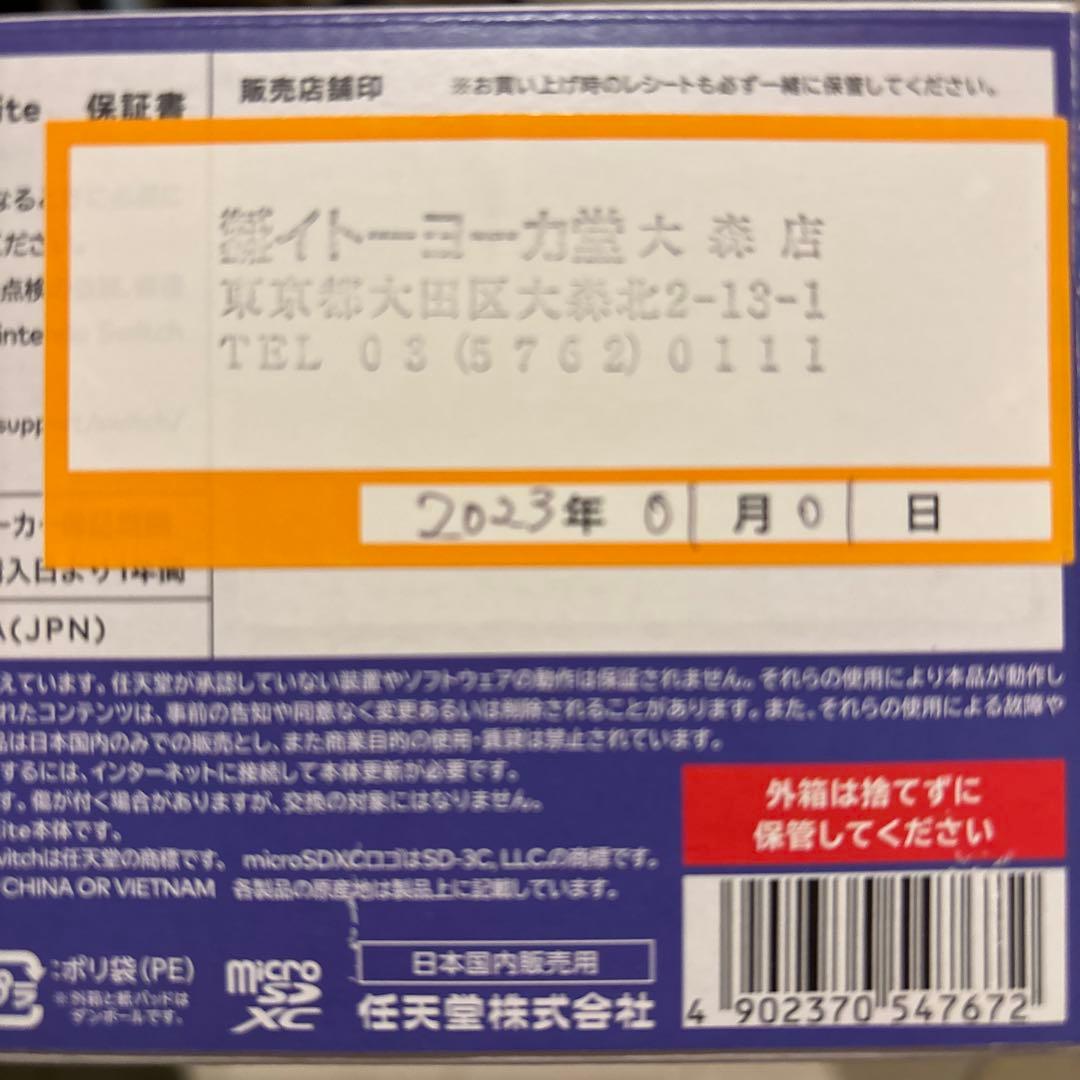 ite 保証書
販売店舗印 ※お買い上げ時のレシートも必ず一緒に保管してください。
イトーヨーカ堂 大森店
東京都大田区大森北2-13-1
TEL 03(5762)0111
点検
supp
2023年 0月 0日
入日より1年間
A(JPN)
えています。任天堂が承認していない装置やソフトウェアの動作は保証されません。それらの使用により本品が動作し
れたコンテンツは、事前の告知や同意なく変更あるいは削除されることがあります。また、それらの使用による故障や
品は日本国内のみでの販売とし、また商業目的の使用・賃貸は禁止されています。
するには、インターネットに接続して本体更新が必要です。
す。傷が付く場合がありますが、交換の対象にはなりません。
ite本体です。
witchは任天堂の商標です。 microSDXCロゴはSD-3C, LLC.の商標です。
CHINA OR VIETNAM 各製品の原産地は製品上に記載しています。
外箱は捨てずに
保管してください
プラ :ポリ袋(PE)
※外箱と紙パッドは
ダンボールです。
micro SD XC
日本国内販売用
任天堂株式会社
4 902370 547672